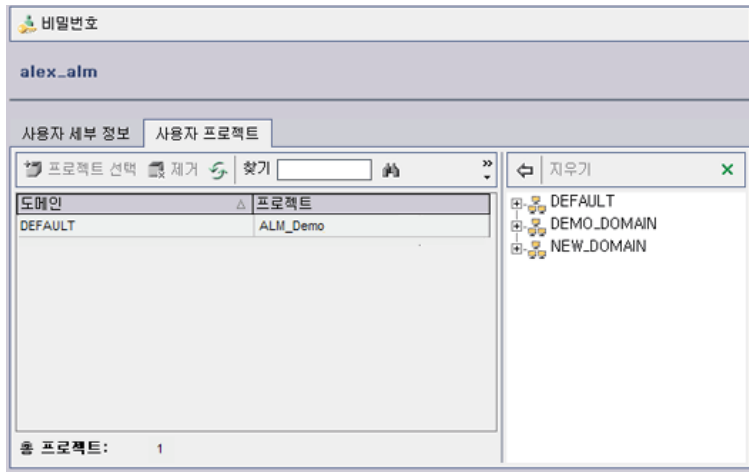 비밀번호
alex_alm
사용자 세부 정보 사용자 프로젝트
프로젝트 선택 제거 찾기 지우기
도메인 프로젝트
DEFAULT ALM_Demo
DEFAULT
DEMO_DOMAIN
NEW_DOMAIN
총 프로젝트: 1